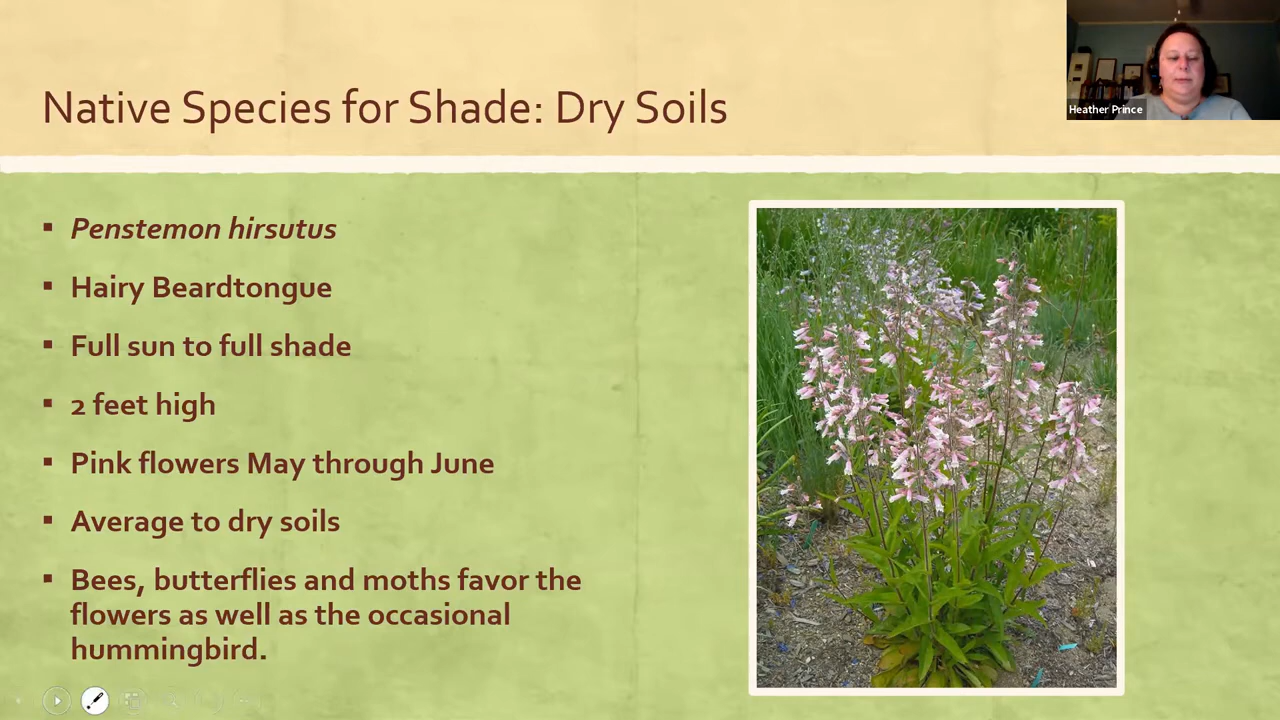 Native Species for Shade: Dry Soils
Heather Prince
▪ Penstemon hirsutus
▪ Hairy Beardtongue
▪ Full sun to full shade
▪ 2 feet high
▪ Pink flowers May through June
▪ Average to dry soils
▪ Bees, butterflies and moths favor the
flowers as well as the occasional
hummingbird.